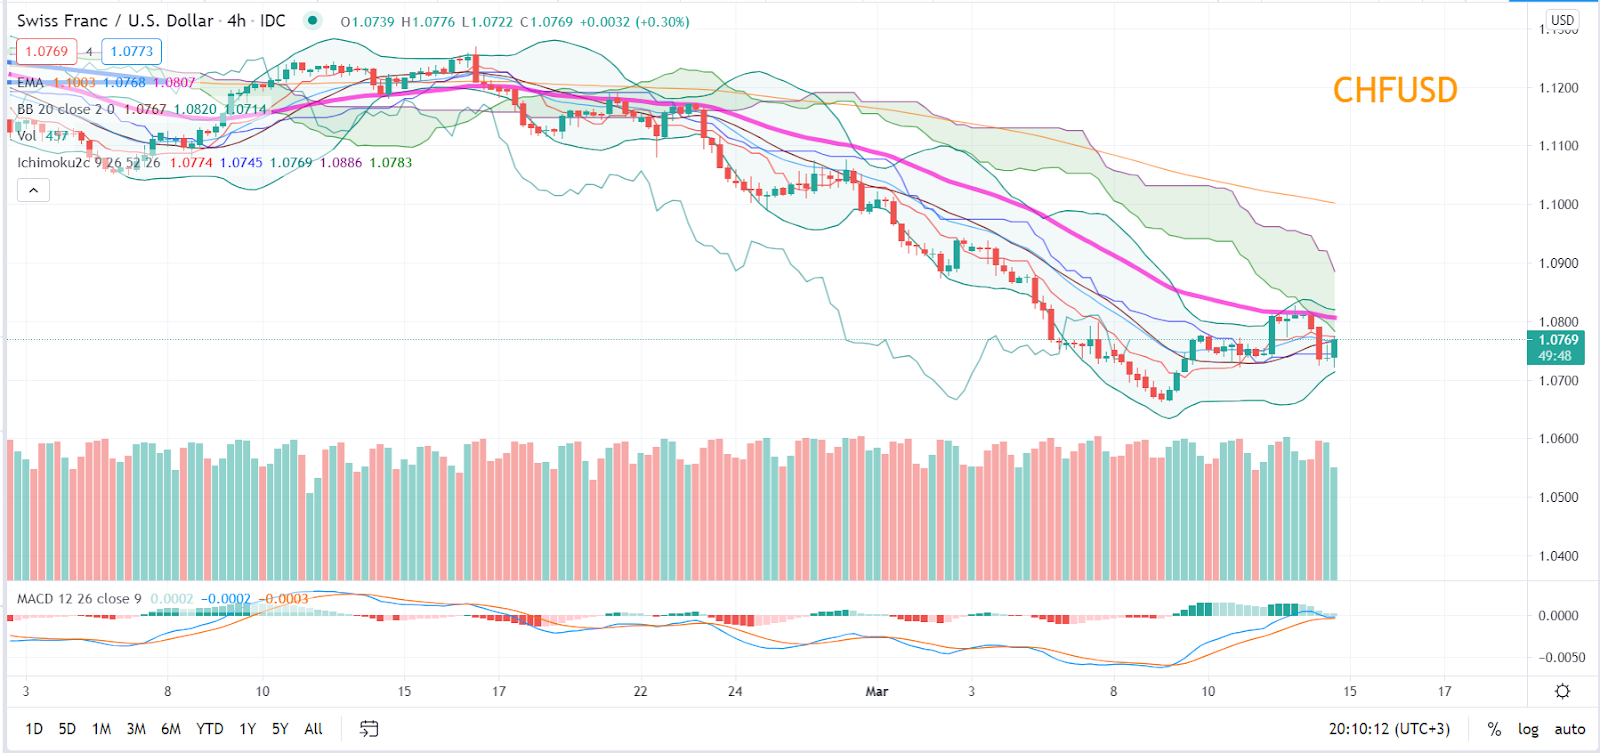 Swiss Franc / U.S. Dollar · 4h · IDC O1.0739 H1.0776 L1.0722 C1.0769 +0.0032 (+0.30%)
USD
1.0769 4 1.0773
EMA 1.1003 1.0768 1.0807
BB 20 close 2 0 1.0767 1.0820 1.0714
Vol 457
Ichimoku2c 9 26 52 26 1.0774 1.0745 1.0769 1.0886 1.0783
CHFUSD
1.1300
1.1200
1.1100
1.1000
1.0900
1.0800
1.0769
49:48
1.0700
1.0600
1.0500
1.0400
MACD 12 26 close 9 0.0002 −0.0002 −0.0003
0.0000
−0.0050
3 8 10 15 17 22 24 Mar 3 8 10 15 17
1D 5D 1M 3M 6M YTD 1Y 5Y All 20:10:12 (UTC+3) % log auto